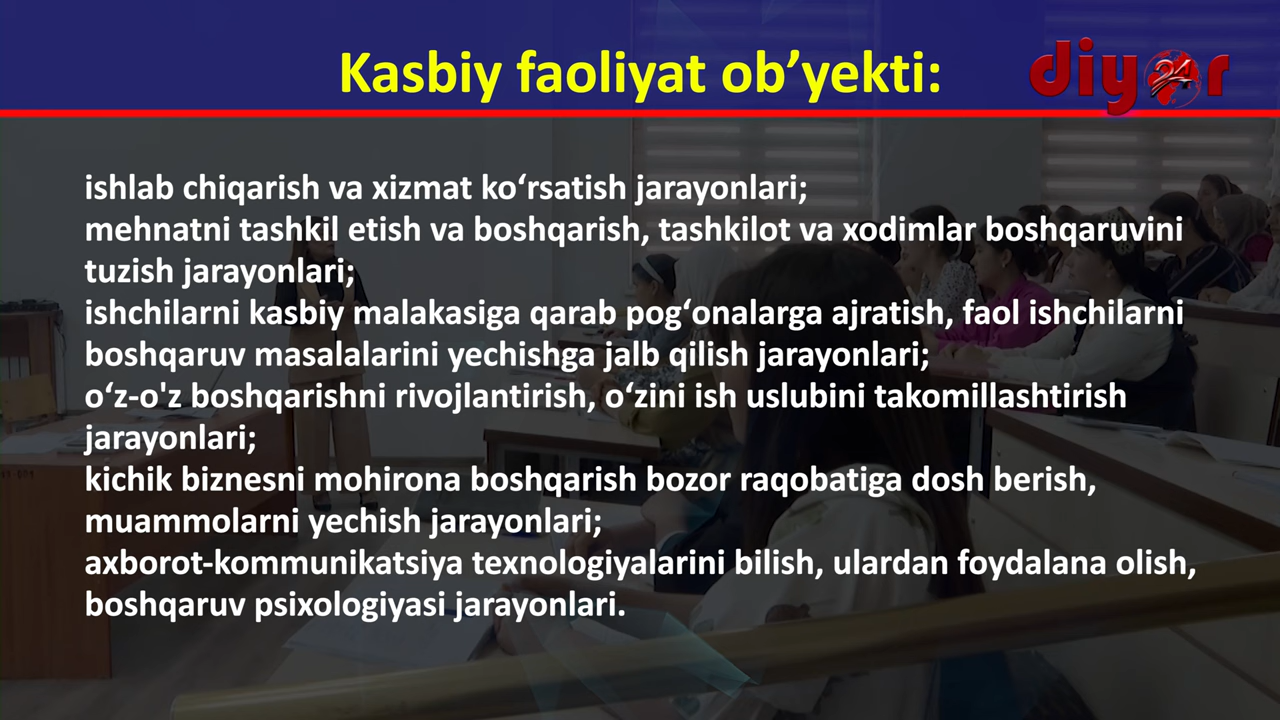 Kasbiy faoliyat ob’yekti:
diyor 24
ishlab chiqarish va xizmat ko‘rsatish jarayonlari;
mehnatni tashkil etish va boshqarish, tashkilot va xodimlar boshqaruvini
tuzish jarayonlari;
ishchilarni kasbiy malakasiga qarab pog‘onalarga ajratish, faol ishchilarni
boshqaruv masalalarini yechishga jalb qilish jarayonlari;
o‘z-o'z boshqarishni rivojlantirish, o‘zini ish uslubini takomillashtirish
jarayonlari;
kichik biznesni mohirona boshqarish bozor raqobatiga dosh berish,
muammolarni yechish jarayonlari;
axborot-kommunikatsiya texnologiyalarini bilish, ulardan foydalana olish,
boshqaruv psixologiyasi jarayonlari.